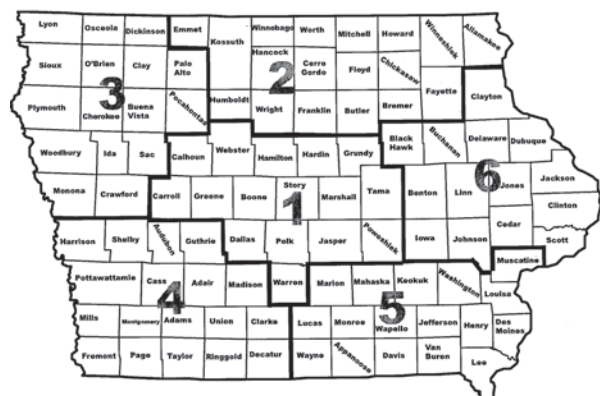 Lyon Osceola Dickinson Emmet Kossuth Winnebago Worth Mitchell Howard Winneshiek Allamakee
Sioux O'Brien Clay Palo Alto Hancock Cerro Gordo Floyd Chickasaw
3 2
Plymouth Cherokee Buena Vista Pocahontas Humboldt Wright Franklin Butler Bremer Fayette Clayton
Woodbury Ida Sac Calhoun Webster Hamilton Hardin Grundy Black Hawk Buchanan Delaware Dubuque
Monona Crawford Carroll Greene Boone Story Marshall Tama Benton Linn Jones Jackson
1 6
Clinton
Harrison Shelby Audubon Guthrie Dallas Polk Jasper Poweshiek Iowa Johnson Cedar Scott
Muscatine
Pottawattamie Cass Adair Madison Warren Marion Mahaska Keokuk Washington Louisa
4 5
Mills Montgomery Adams Union Clarke Lucas Monroe Wapello Jefferson Henry Des Moines
Fremont Page Taylor Ringgold Decatur Wayne Appanoose Davis Van Buren Lee